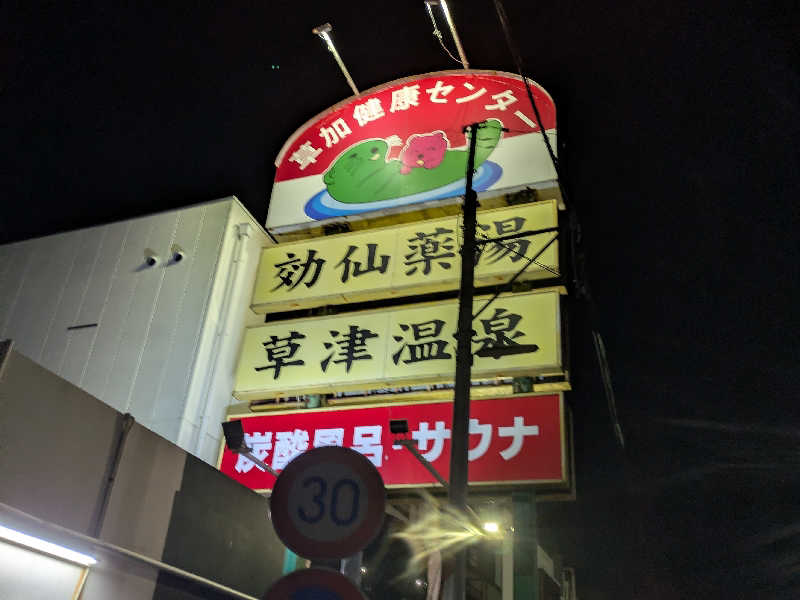 草加健康センター
効仙薬湯
草津温線
炭酸風呂・サウナ
30